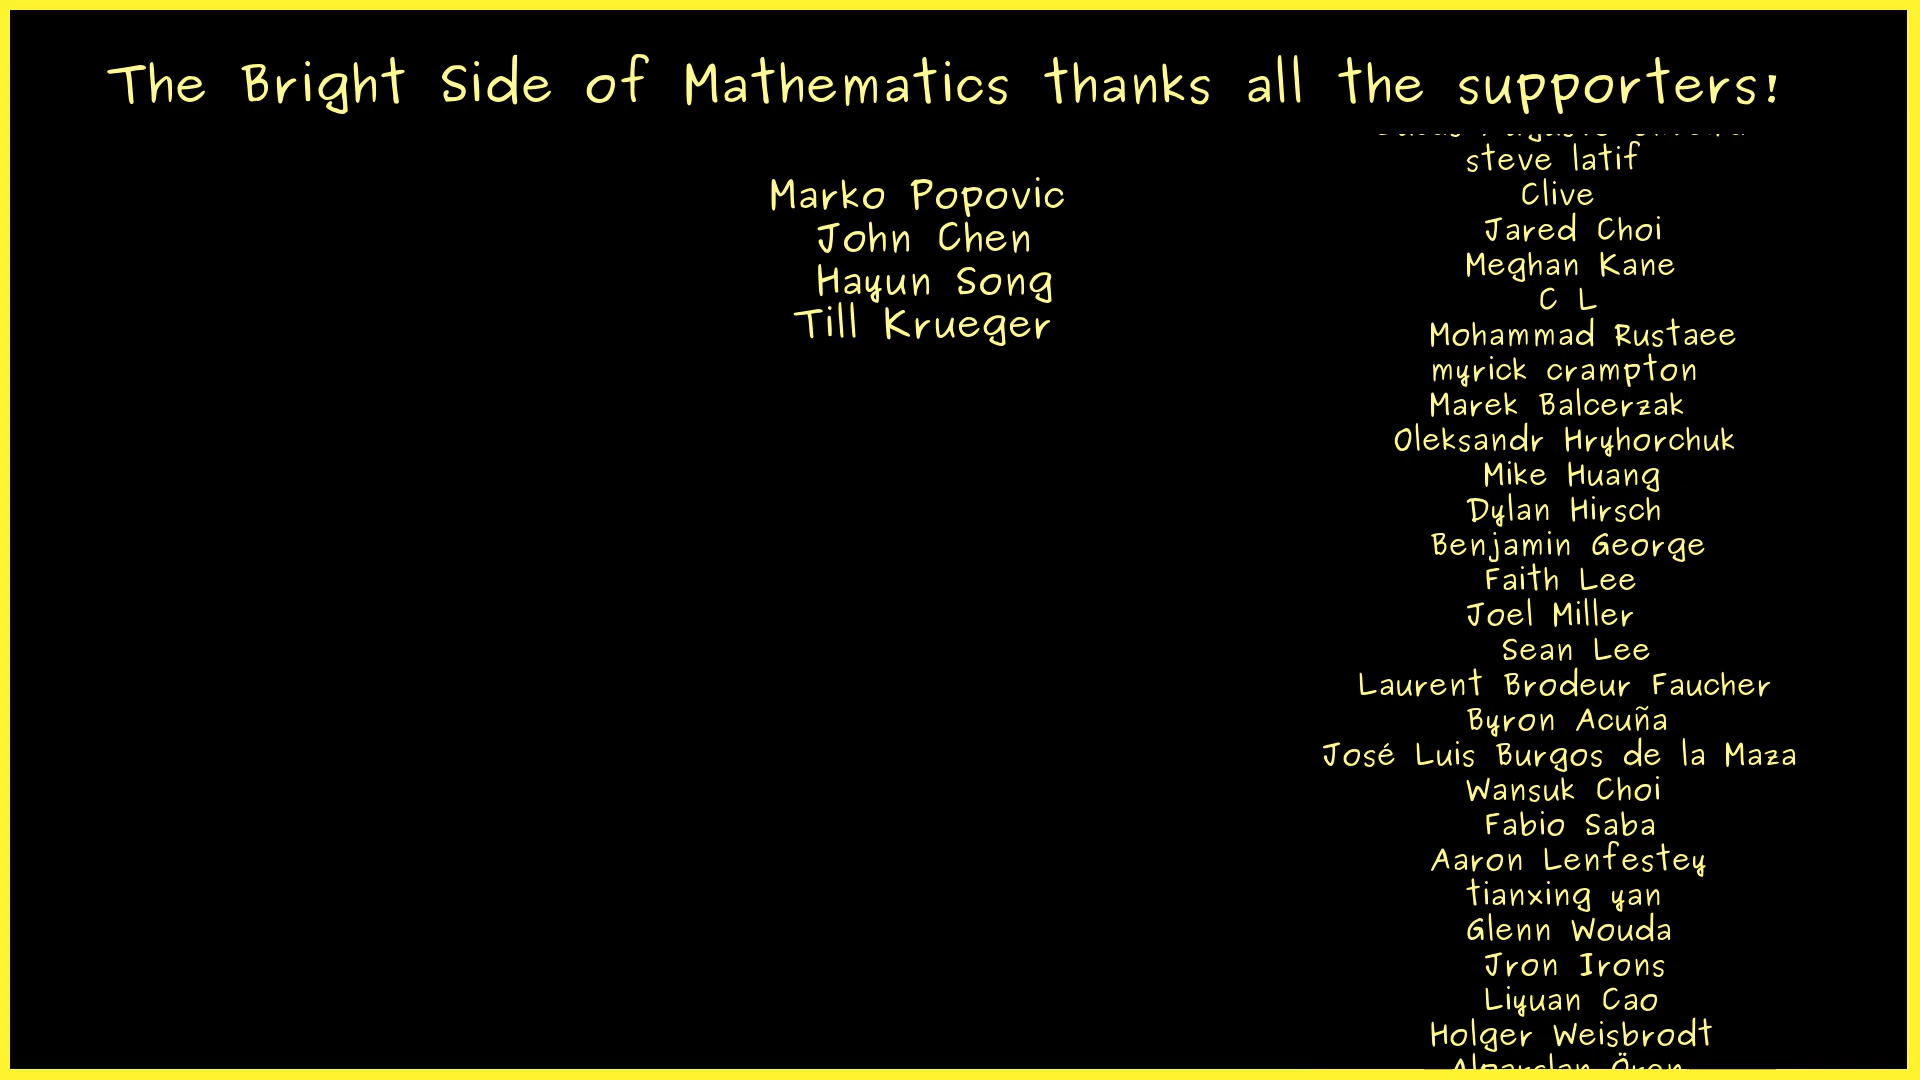 The Bright Side of Mathematics thanks all the supporters!
Marko Popovic
John Chen
Hayun Song
Till Krueger
steve latif
Clive
Jared Choi
Meghan Kane
C L
Mohammad Rustaee
myrick crampton
Marek Balcerzak
Oleksandr Hryhorchuk
Mike Huang
Dylan Hirsch
Benjamin George
Faith Lee
Joel Miller
Sean Lee
Laurent Brodeur Faucher
Byron Acuña
José Luis Burgos de la Maza
Wansuk Choi
Fabio Saba
Aaron Lenfestey
tianxing yan
Glenn Wouda
Jron Irons
Liyuan Cao
Holger Weisbrodt